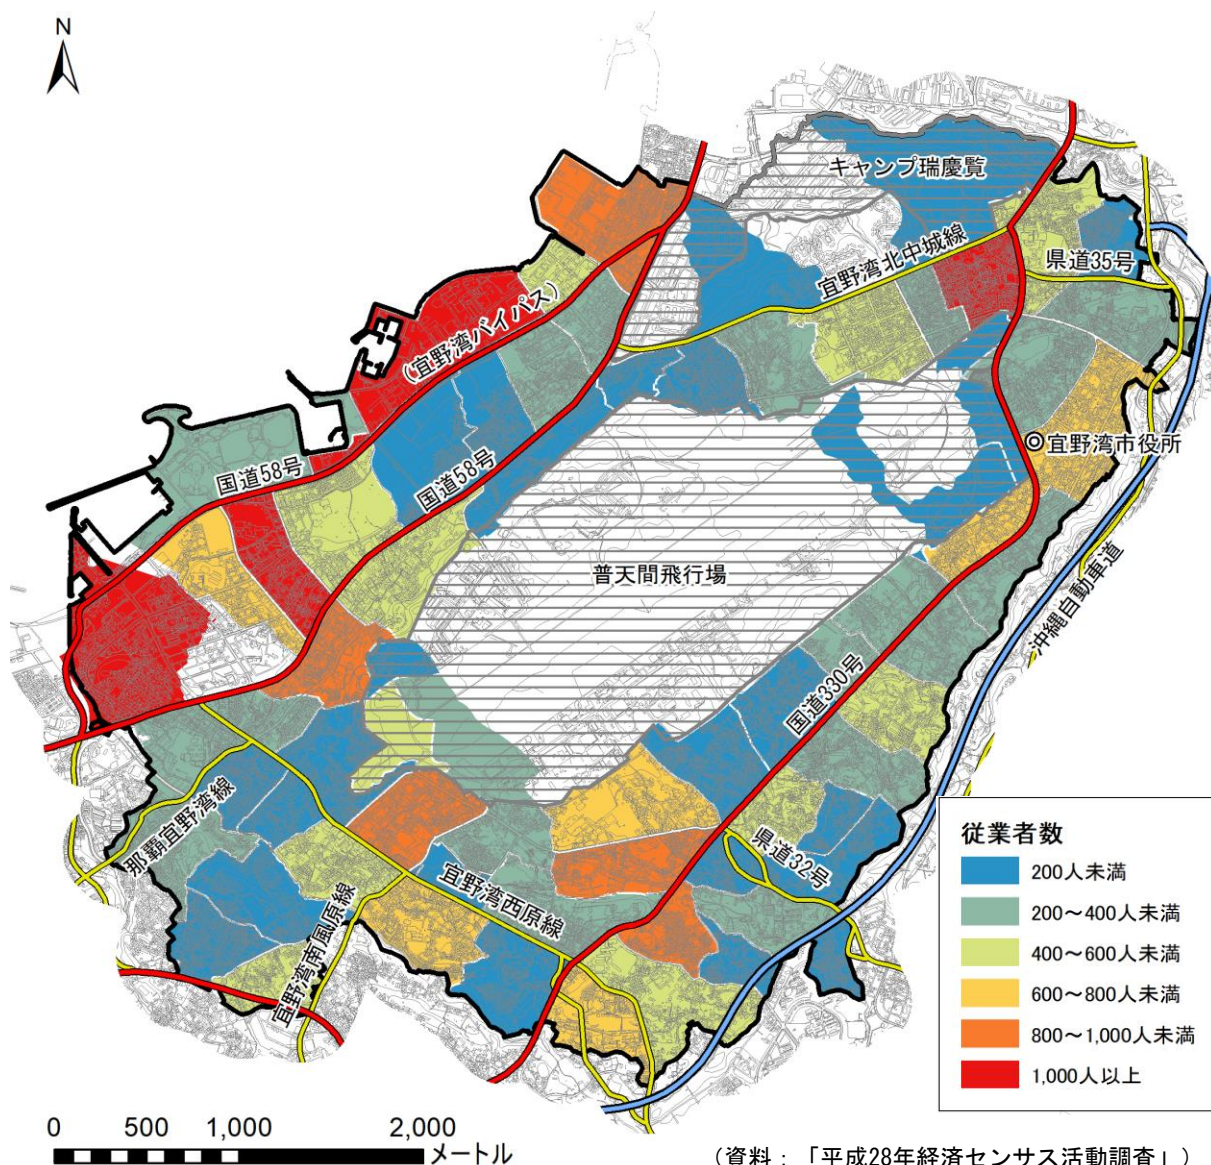 N
キャンプ瑞慶覧
宜野湾北中城線
県道35号
（宜野湾バイパス）
国道58号
国道58号
宜野湾市役所
普天間飛行場
沖縄自動車道
国道330号
那覇宜野湾線
県道32号
宜野湾西原線
宜野湾南風原線
従業者数
200人未満
200～400人未満
400～600人未満
600～800人未満
800～1,000人未満
1,000人以上
0 500 1,000 2,000
メートル
（資料：「平成28年経済センサス活動調査」）